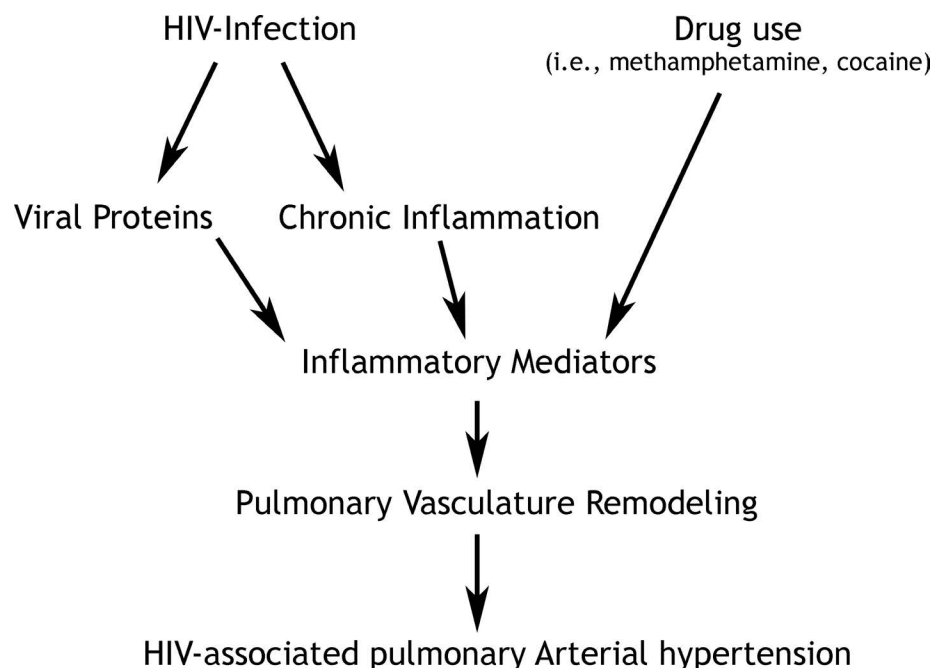 HIV-Infection
Drug use
(i.e., methamphetamine, cocaine)
Viral Proteins
Chronic Inflammation
Inflammatory Mediators
Pulmonary Vasculature Remodeling
HIV-associated pulmonary Arterial hypertension